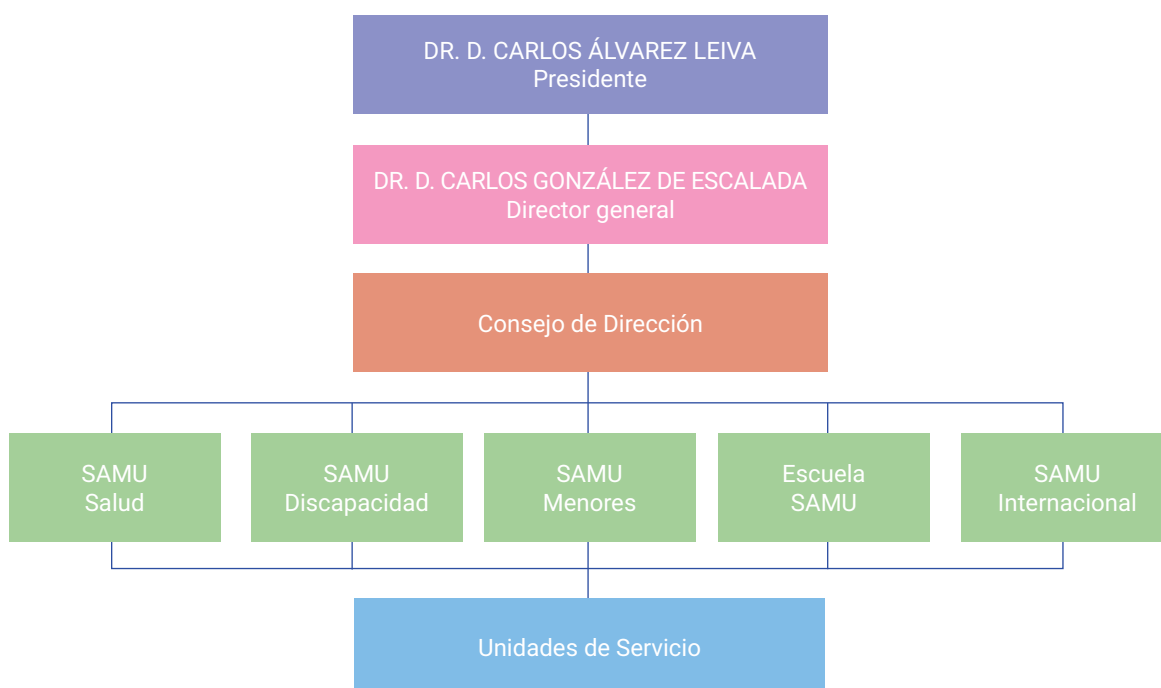 DR. D. CARLOS ÁLVAREZ LEIVA
Presidente
DR. D. CARLOS GONZÁLEZ DE ESCALADA
Director general
Consejo de Dirección
SAMU
Salud
SAMU
Discapacidad
SAMU
Menores
Escuela
SAMU
SAMU
Internacional
Unidades de Servicio